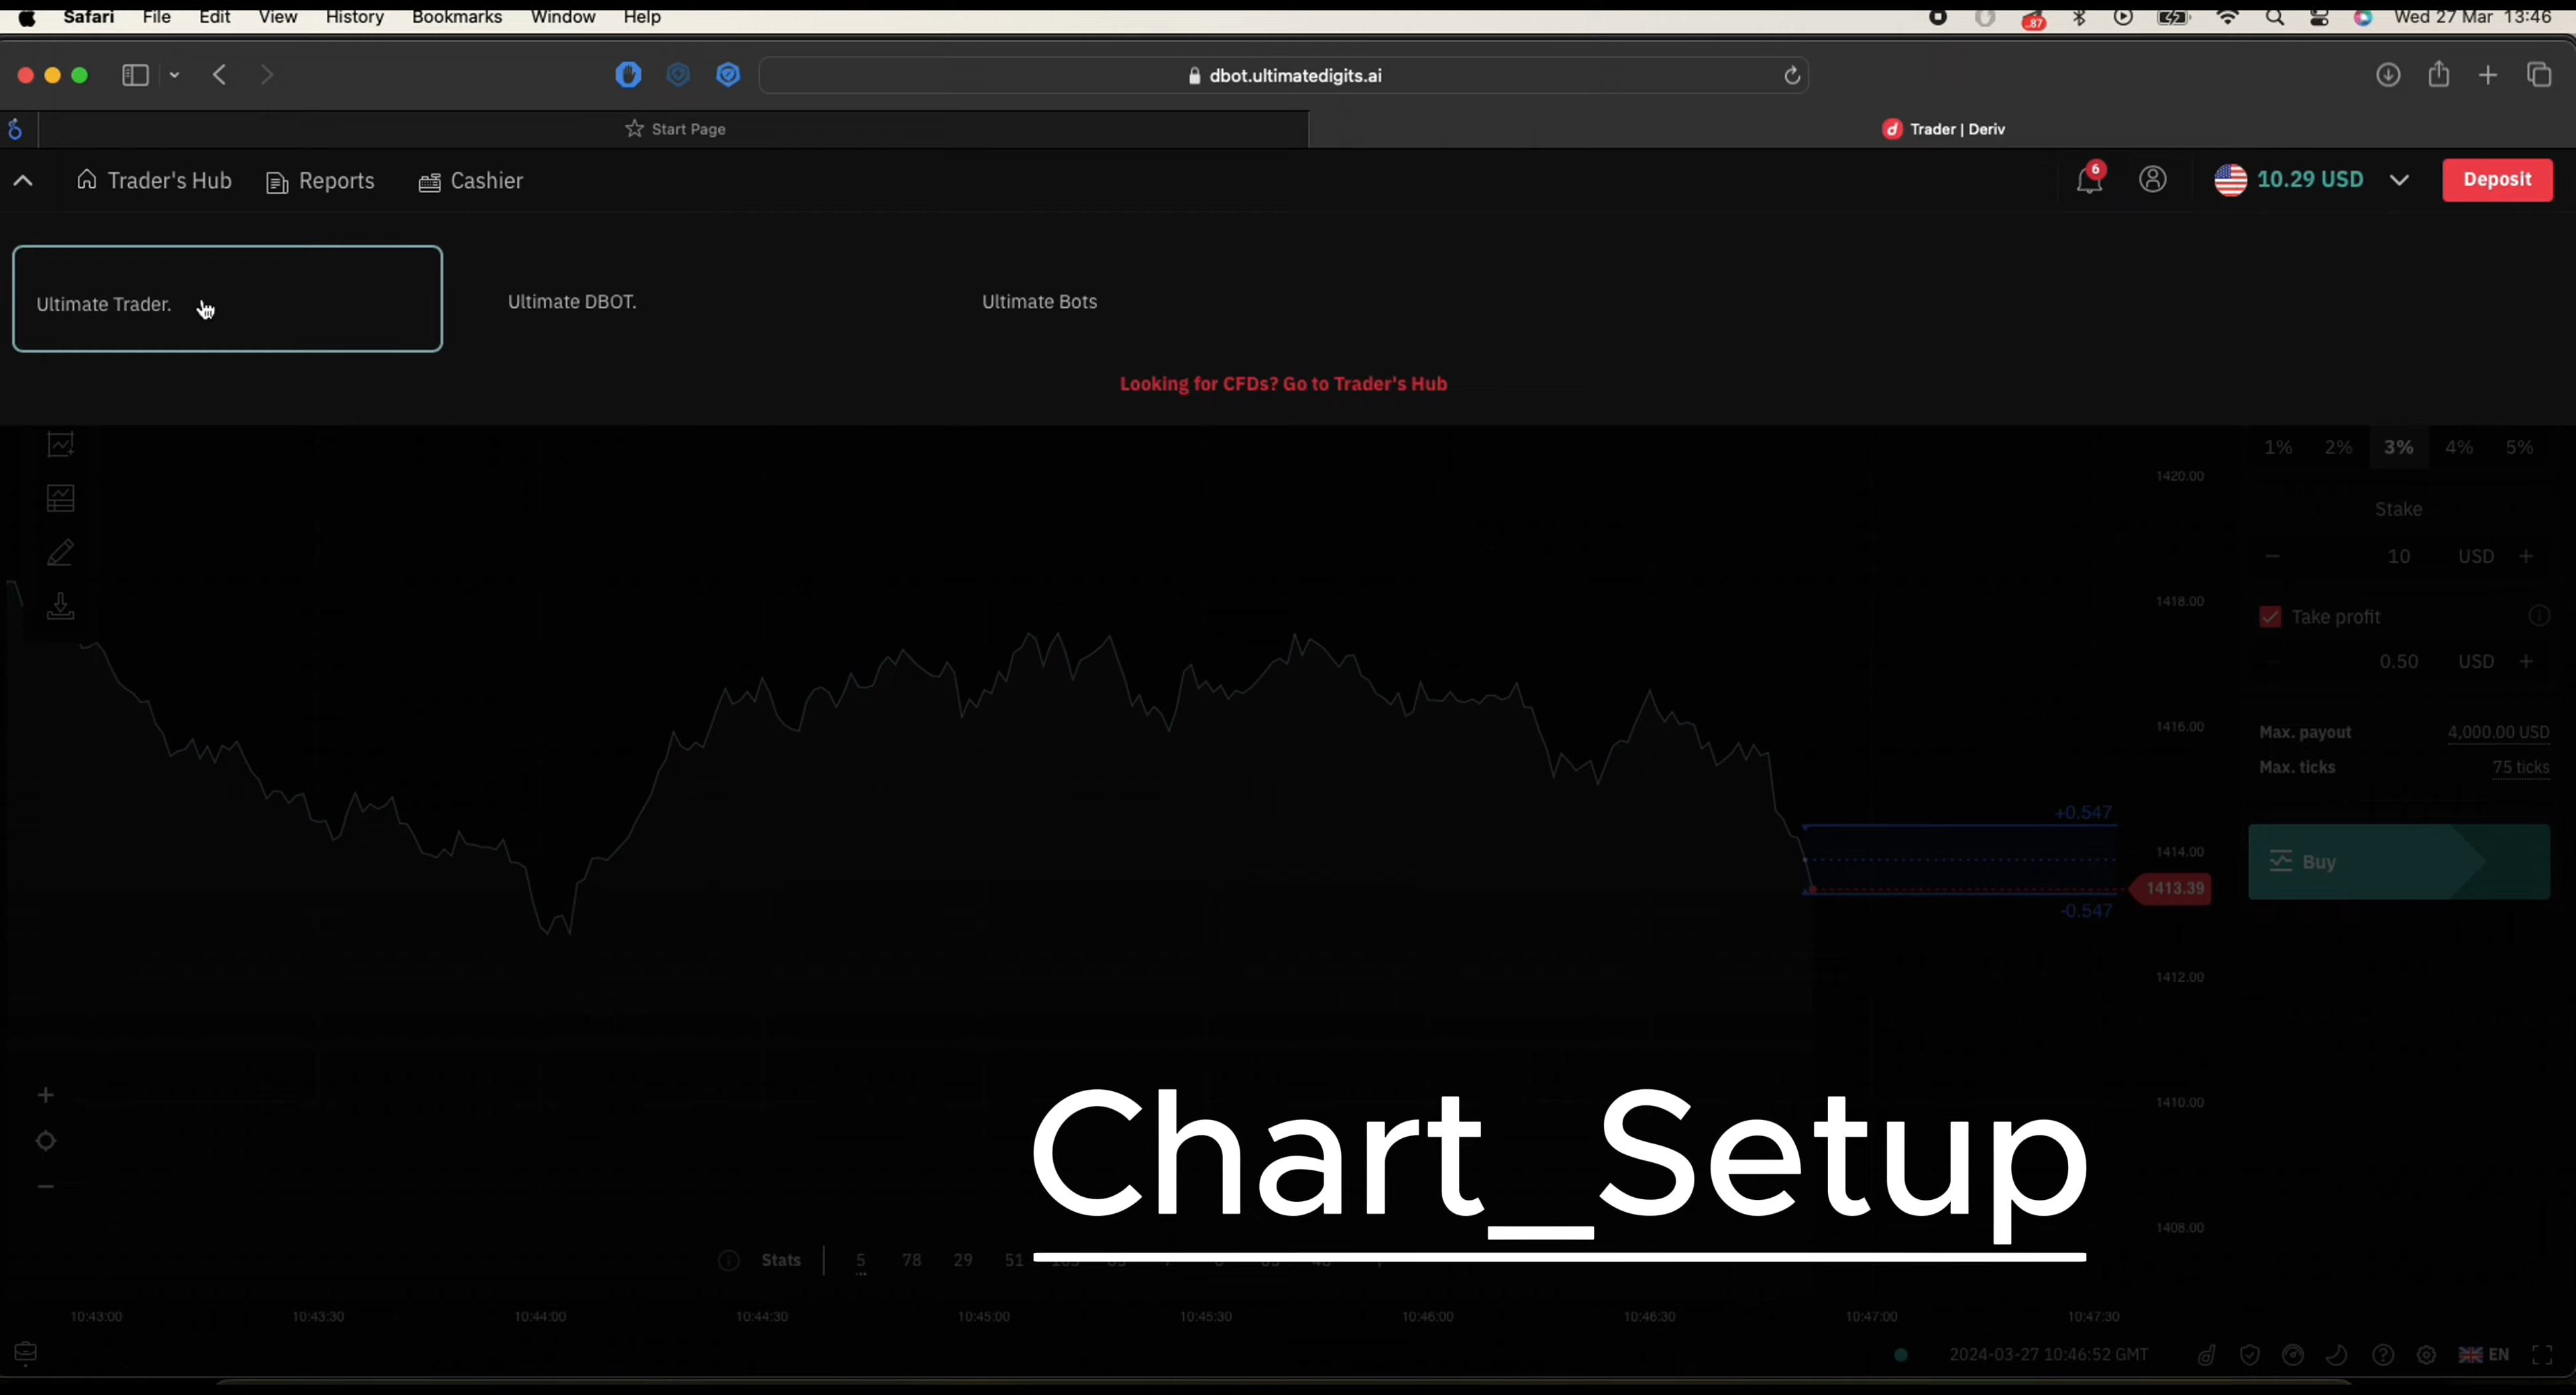 Safari File Edit View History Bookmarks Window Help
87
Wed 27 Mar 13:46
dbot.ultimatedigits.ai
Start Page
Trader | Deriv
Trader's Hub Reports Cashier
6
10.29 USD
Deposit
Ultimate Trader.
Ultimate DBOT.
Ultimate Bots
Looking for CFDs? Go to Trader's Hub
1% 2% 3% 4% 5%
1420.00
Stake
− 10 USD +
1418.00
Take profit
0.50 USD +
1416.00
Max. payout 4,000.00 USD
Max. ticks 75 ticks
+0.547
1414.00
Buy
1413.39
-0.547
1412.00
1410.00
Chart_Setup
1408.00
Stats 5 78 29 51
10:43:00 10:43:30 10:44:00 10:44:30 10:45:00 10:45:30 10:46:00 10:46:30 10:47:00 10:47:30
2024-03-27 10:46:52 GMT
EN